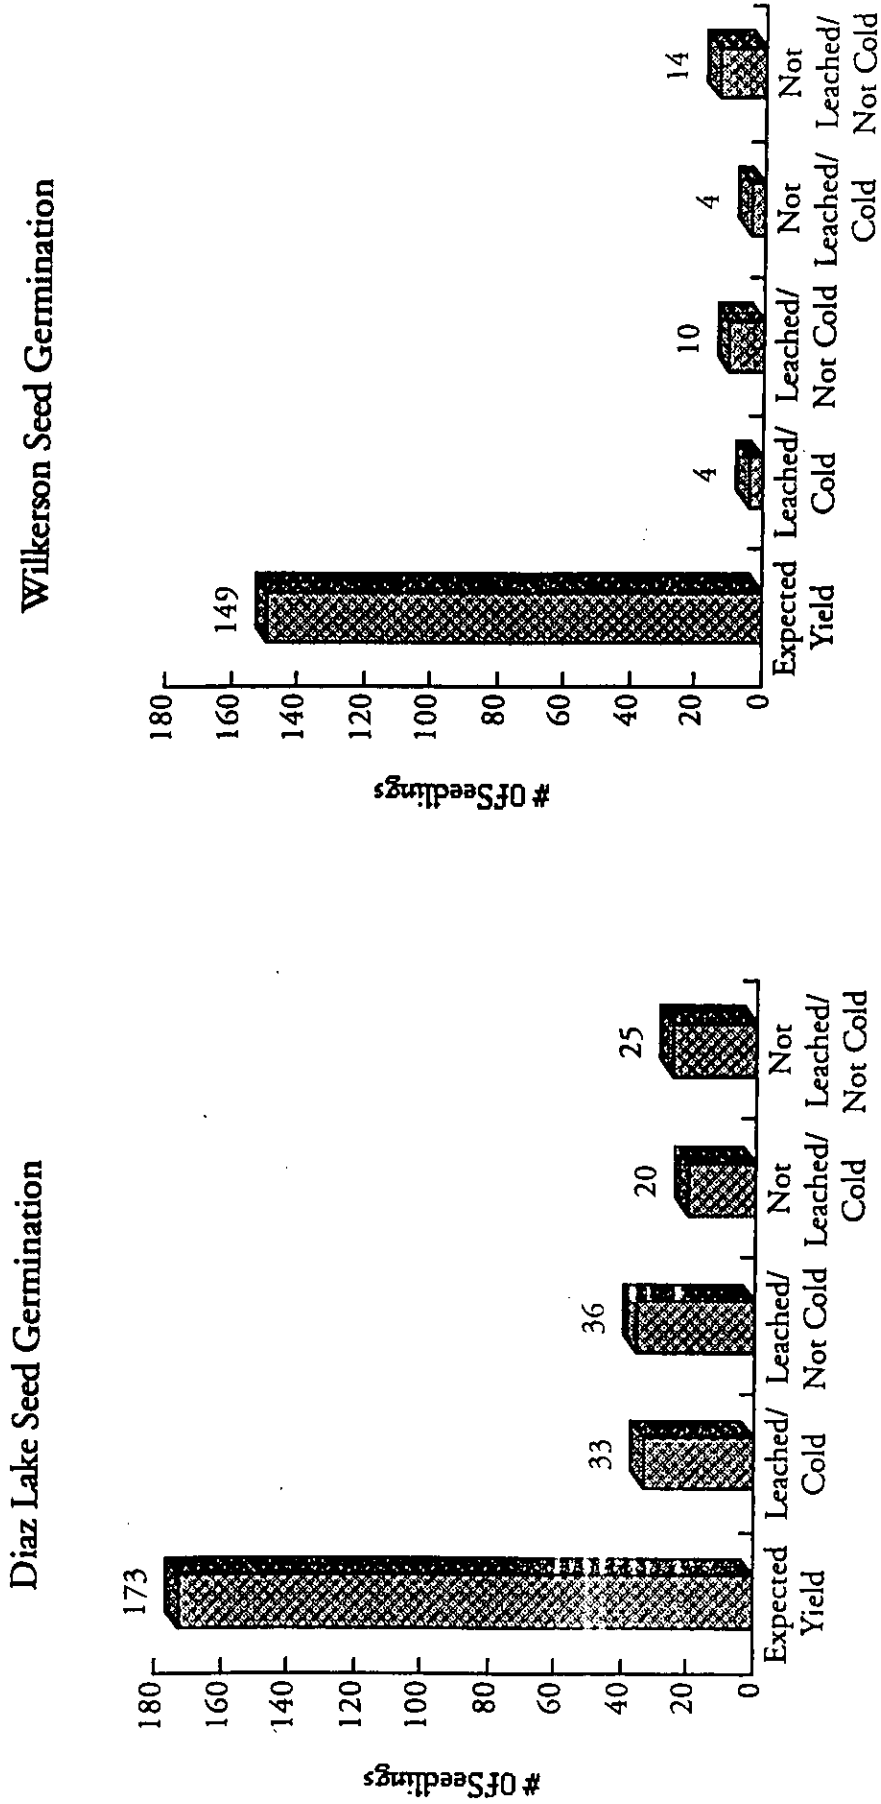 Diaz Lake Seed Germination
# Of Seedlings
180
160
140
120
100
80
60
40
20
0
173
33
36
20
25
Expected
Yield
Leached/
Cold
Leached/
Not Cold
Not
Leached/
Cold
Not
Leached/
Not Cold
Wilkerson Seed Germination
# Of Seedlings
180
160
140
120
100
80
60
40
20
0
149
4
10
4
14
Expected
Yield
Leached/
Cold
Leached/
Not Cold
Not
Leached/
Cold
Not
Leached/
Not Cold